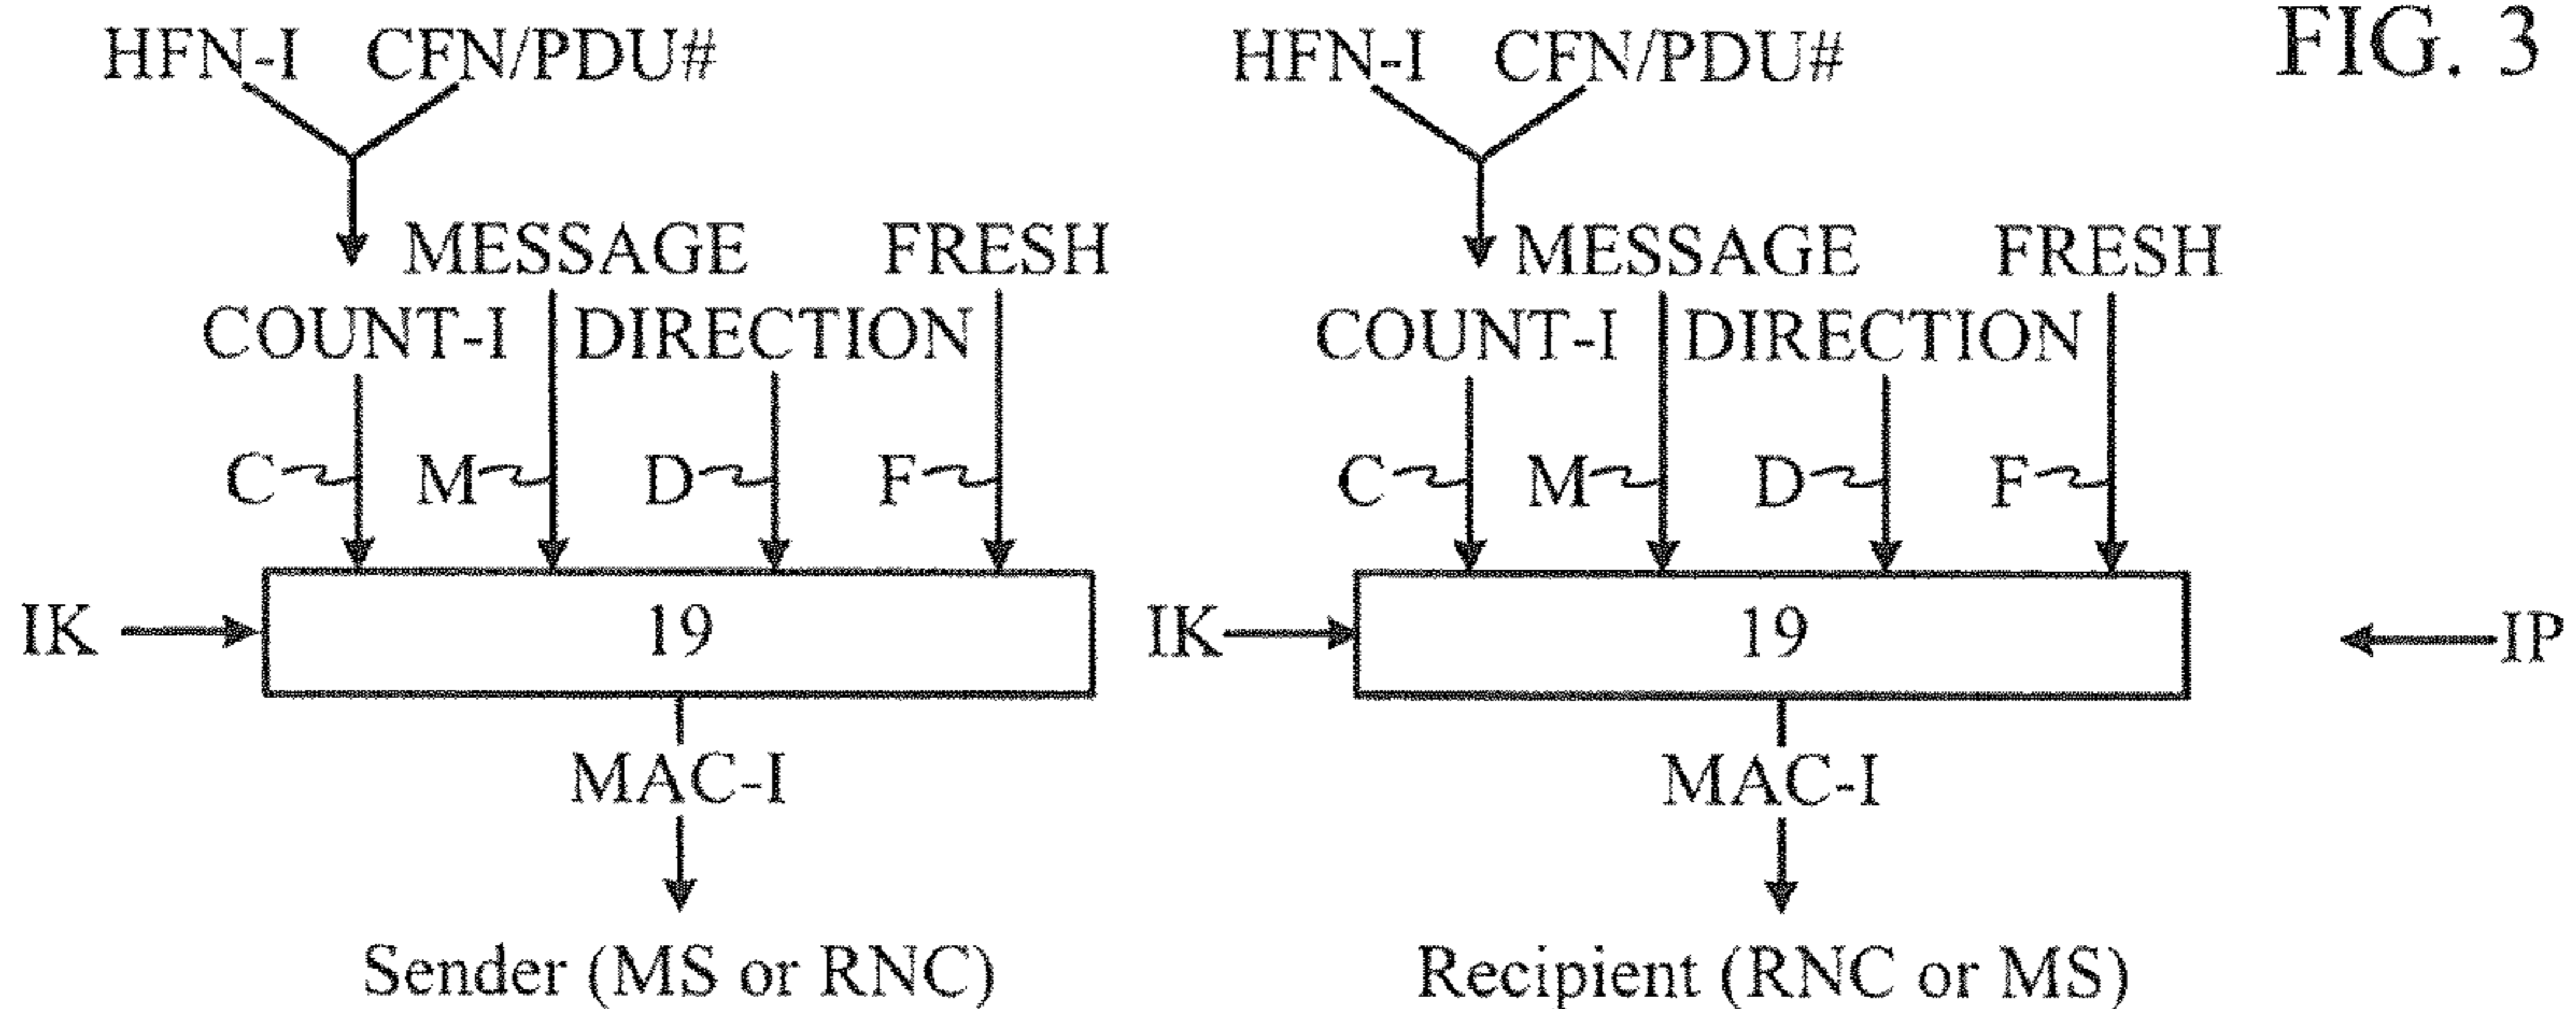 FIG. 3
HFN-I CFN/PDU# HFN-I CFN/PDU#
MESSAGE FRESH MESSAGE FRESH
COUNT-I DIRECTION COUNT-I DIRECTION
C M D F C M D F
IK 19 IK 19 IP
MAC-I MAC-I
Sender (MS or RNC) Recipient (RNC or MS)